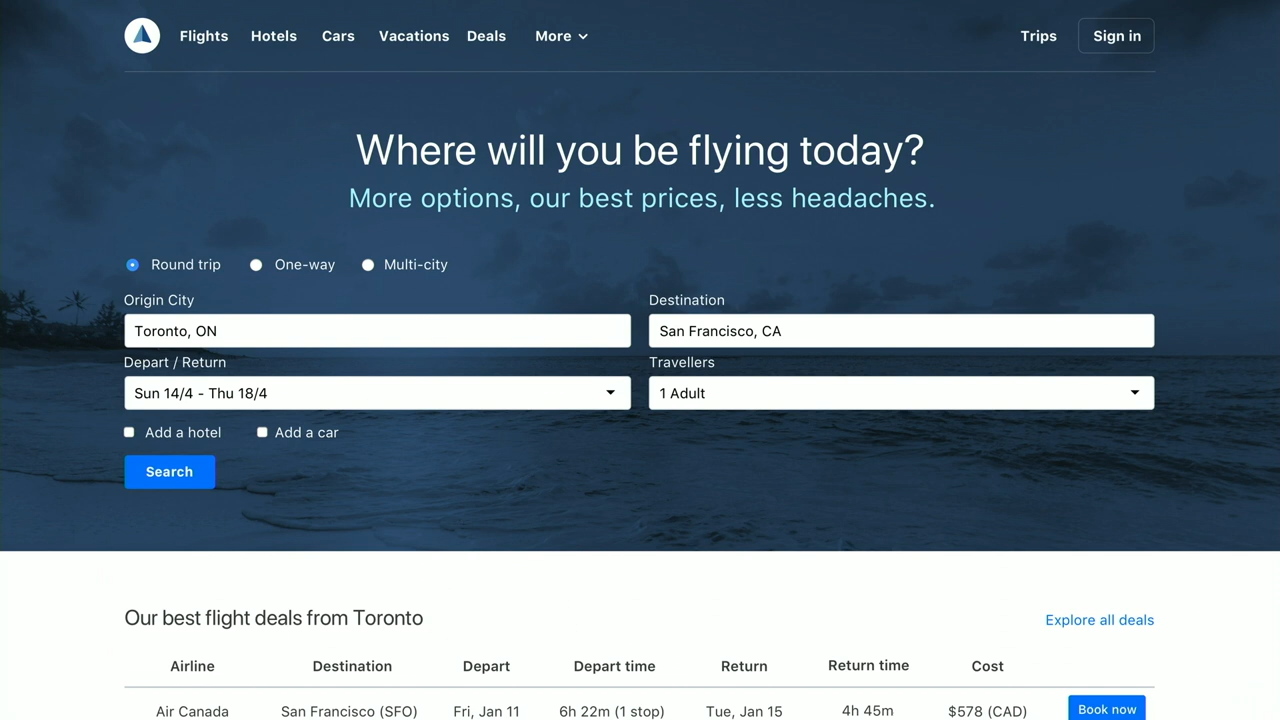 Flights Hotels Cars Vacations Deals More Trips Sign in
Where will you be flying today?
More options, our best prices, less headaches.
Round trip One-way Multi-city
Origin City Destination
Toronto, ON San Francisco, CA
Depart / Return Travellers
Sun 14/4 - Thu 18/4 1 Adult
Add a hotel Add a car
Search
Our best flight deals from Toronto Explore all deals
Airline Destination Depart Depart time Return Return time Cost
Air Canada San Francisco (SFO) Fri, Jan 11 6h 22m (1 stop) Tue, Jan 15 4h 45m $578 (CAD) Book now